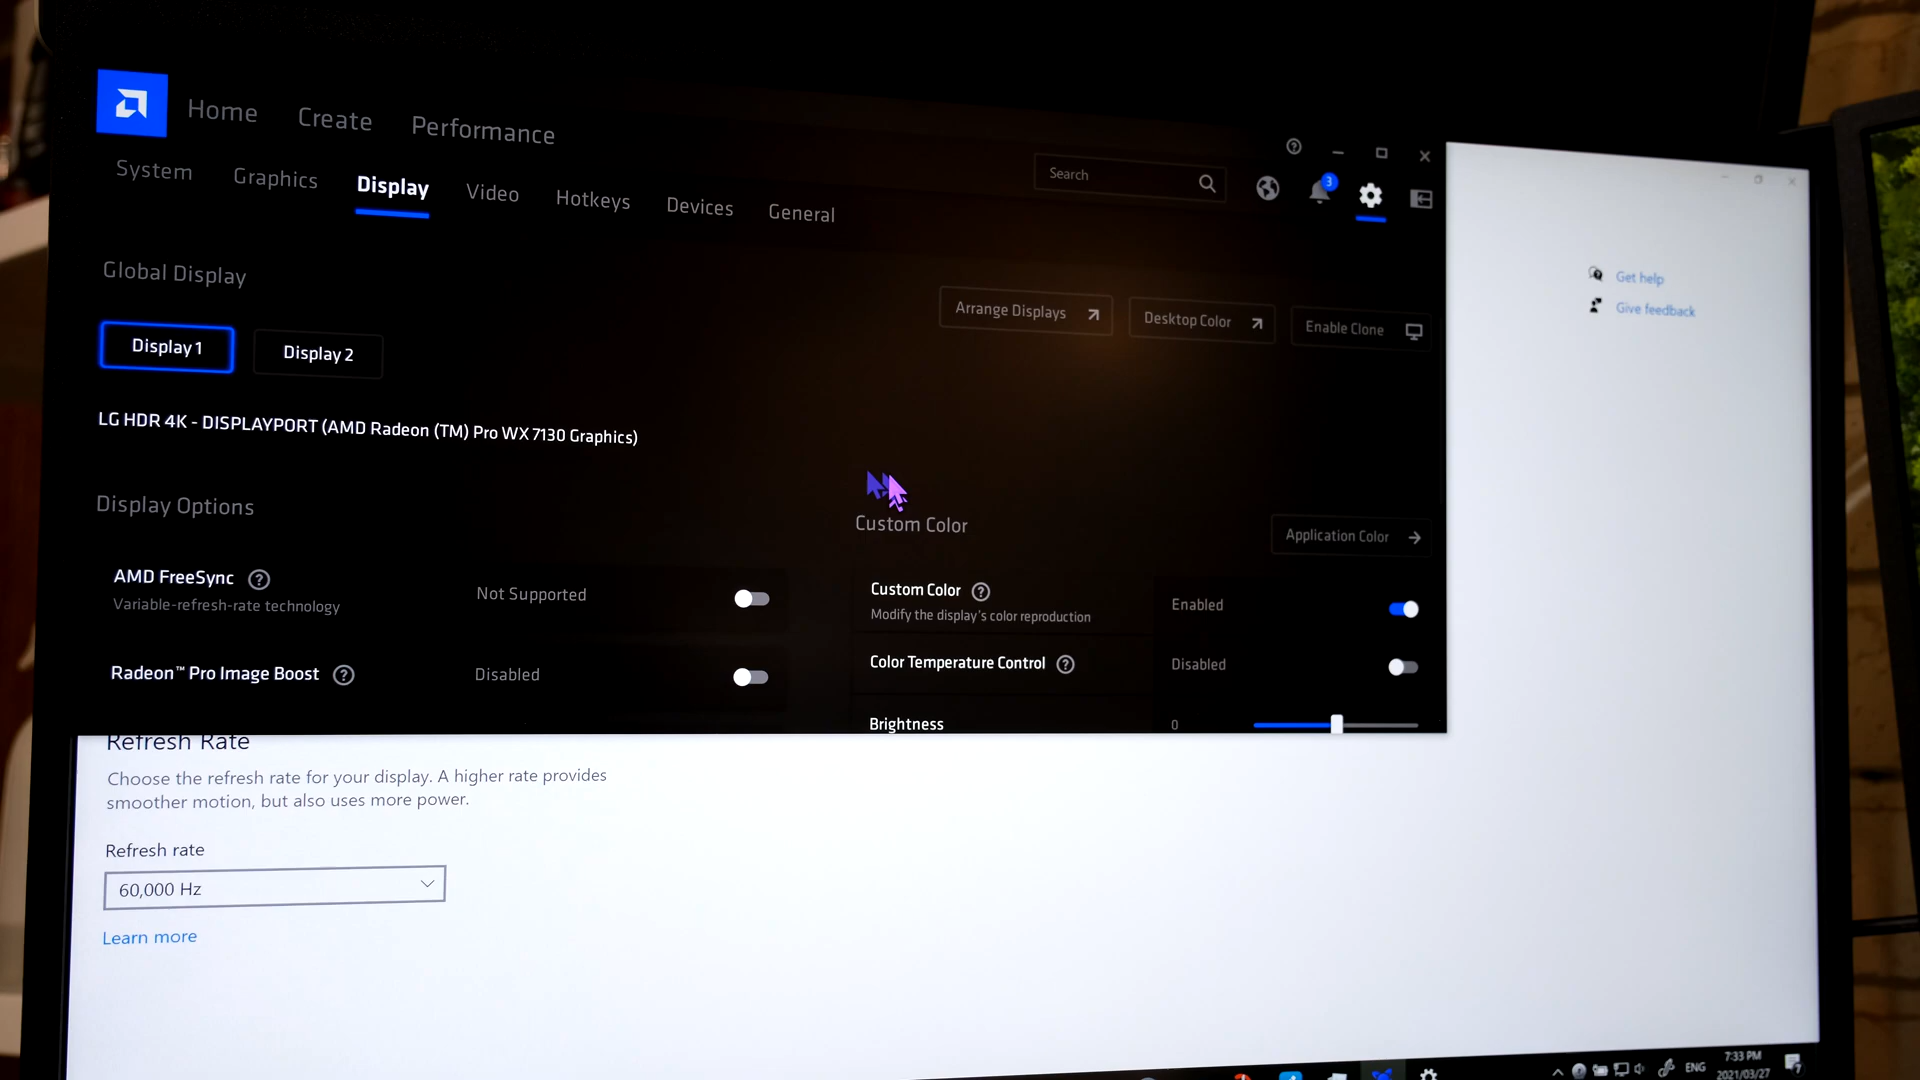 Home Create Performance
System Graphics Display Video Hotkeys Devices General
Search
3
Global Display
Arrange Displays Desktop Color Enable Clone
Display 1 Display 2
LG HDR 4K - DISPLAYPORT (AMD Radeon (TM) Pro WX 7130 Graphics)
Display Options
Custom Color
Application Color
AMD FreeSync ?
Variable-refresh-rate technology
Not Supported
Custom Color ?
Modify the display's color reproduction
Enabled
Radeon™ Pro Image Boost ?
Disabled
Color Temperature Control ?
Disabled
Brightness
0
Get help
Give feedback
Refresh Rate
Choose the refresh rate for your display. A higher rate provides
smoother motion, but also uses more power.
Refresh rate
60,000 Hz
Learn more
ENG
7:33 PM
2021/03/27